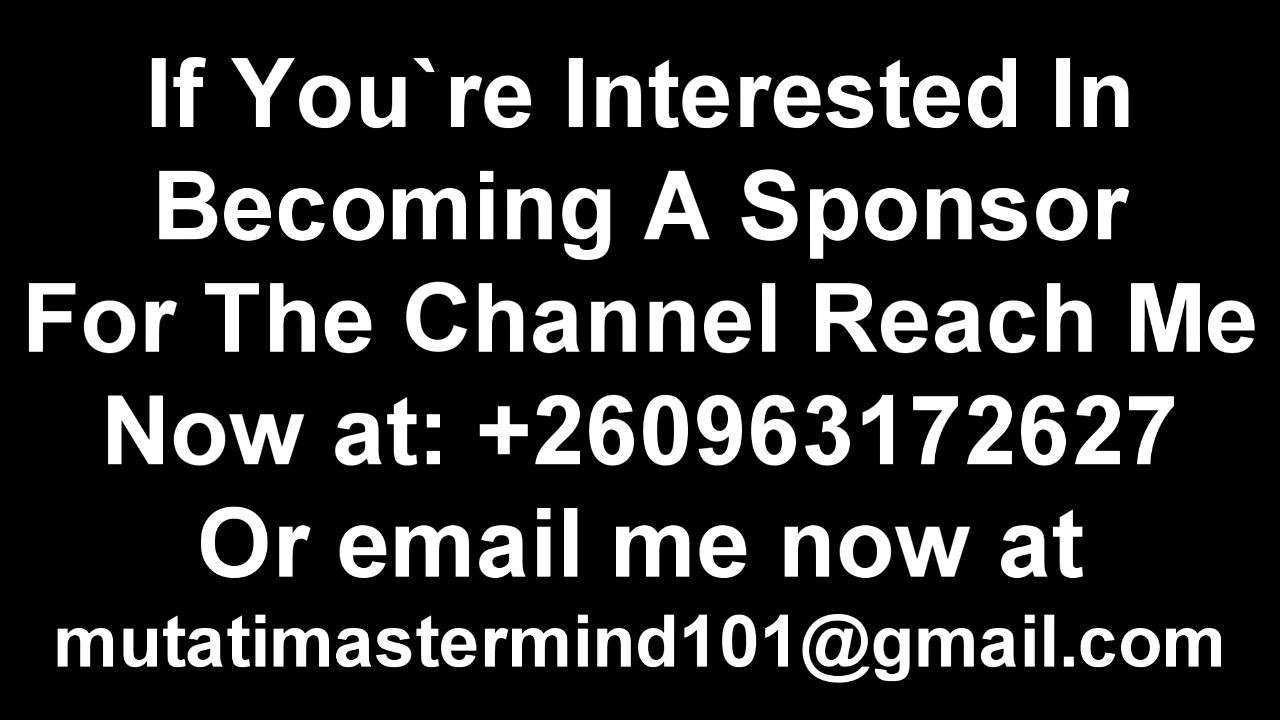 If You`re Interested In
Becoming A Sponsor
For The Channel Reach Me
Now at: +260963172627
Or email me now at
mutatimastermind101@gmail.com